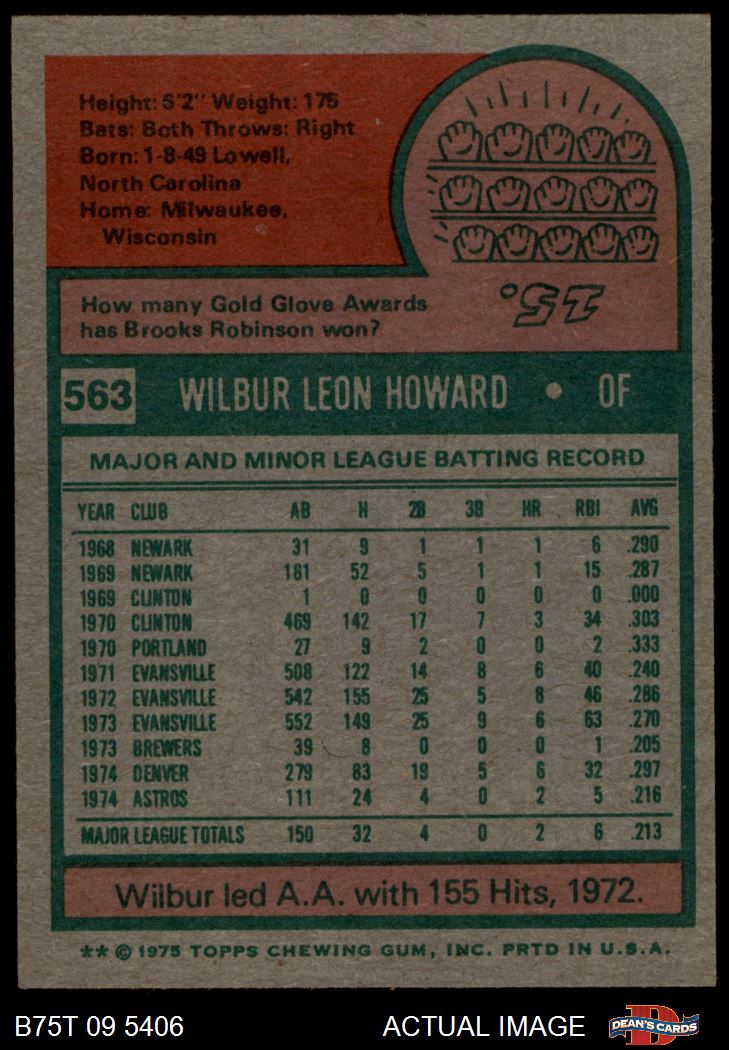 Height: 6'2" Weight: 175
Bats: Both Throws: Right
Born: 1-8-49 Lowell,
North Carolina
Home: Milwaukee,
Wisconsin
How many Gold Glove Awards
has Brooks Robinson won?
15.
563 WILBUR LEON HOWARD • OF
MAJOR AND MINOR LEAGUE BATTING RECORD
YEAR CLUB AB H 2B 3B HR RBI AVG
1968 NEWARK 31 9 1 1 1 6 .290
1969 NEWARK 181 52 5 1 1 15 .287
1969 CLINTON 1 0 0 0 0 0 .000
1970 CLINTON 469 142 17 7 3 34 .303
1970 PORTLAND 27 9 2 0 0 2 .333
1971 EVANSVILLE 508 122 14 8 6 40 .240
1972 EVANSVILLE 542 155 25 5 8 46 .286
1973 EVANSVILLE 552 149 25 9 6 63 .270
1973 BREWERS 39 8 0 0 0 1 .205
1974 DENVER 279 83 19 5 6 32 .297
1974 ASTROS 111 24 4 0 2 5 .216
MAJOR LEAGUE TOTALS 150 32 4 0 2 6 .213
Wilbur led A.A. with 155 Hits, 1972.
** © 1975 TOPPS CHEWING GUM, INC. PRTD IN U.S.A.
B75T 09 5406 ACTUAL IMAGE D DEAN'S CARDS